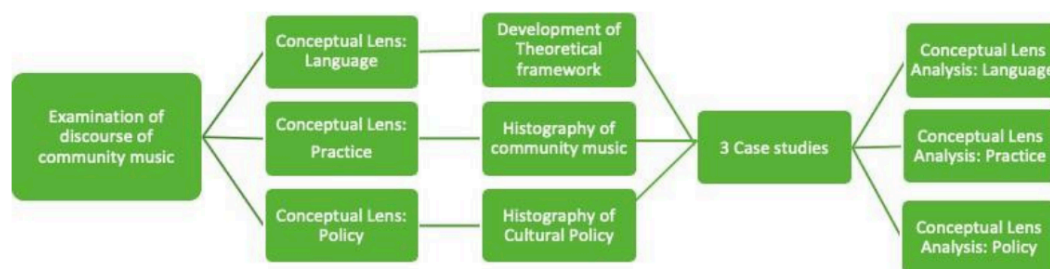 Examination of
discourse of
community music
Conceptual Lens:
Language
Conceptual Lens:
Practice
Conceptual Lens:
Policy
Development of
Theoretical
framework
Histography of
community music
Histography of
Cultural Policy
3 Case studies
Conceptual Lens
Analysis: Language
Conceptual Lens
Analysis: Practice
Conceptual Lens
Analysis: Policy